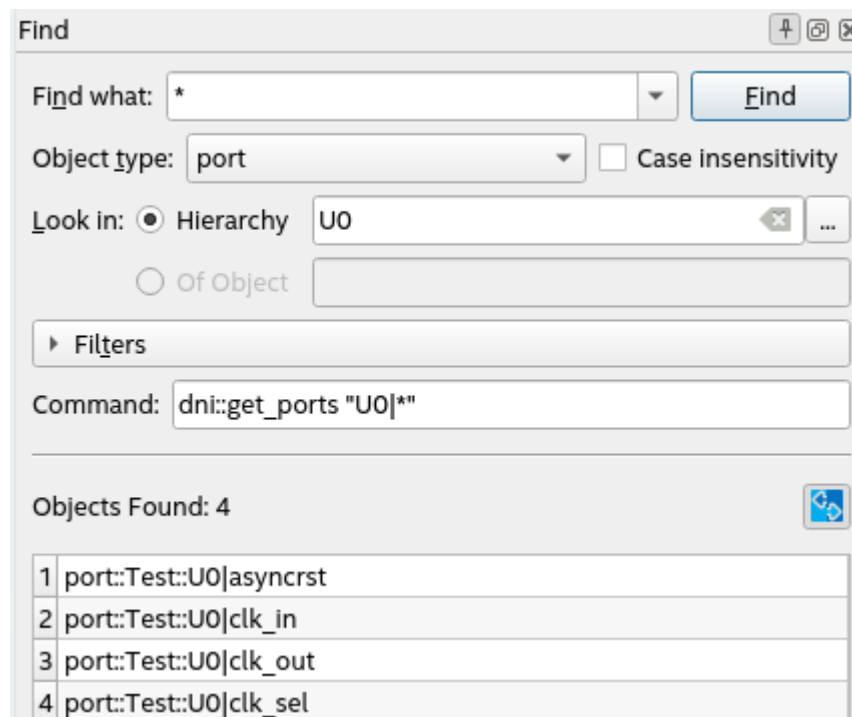 Find
Find what: * Find
Object type: port Case insensitivity
Look in: Hierarchy U0 ...
Of Object
Filters
Command: dni::get_ports "U0|*"
Objects Found: 4
1 port::Test::U0|asyncrst
2 port::Test::U0|clk_in
3 port::Test::U0|clk_out
4 port::Test::U0|clk_sel